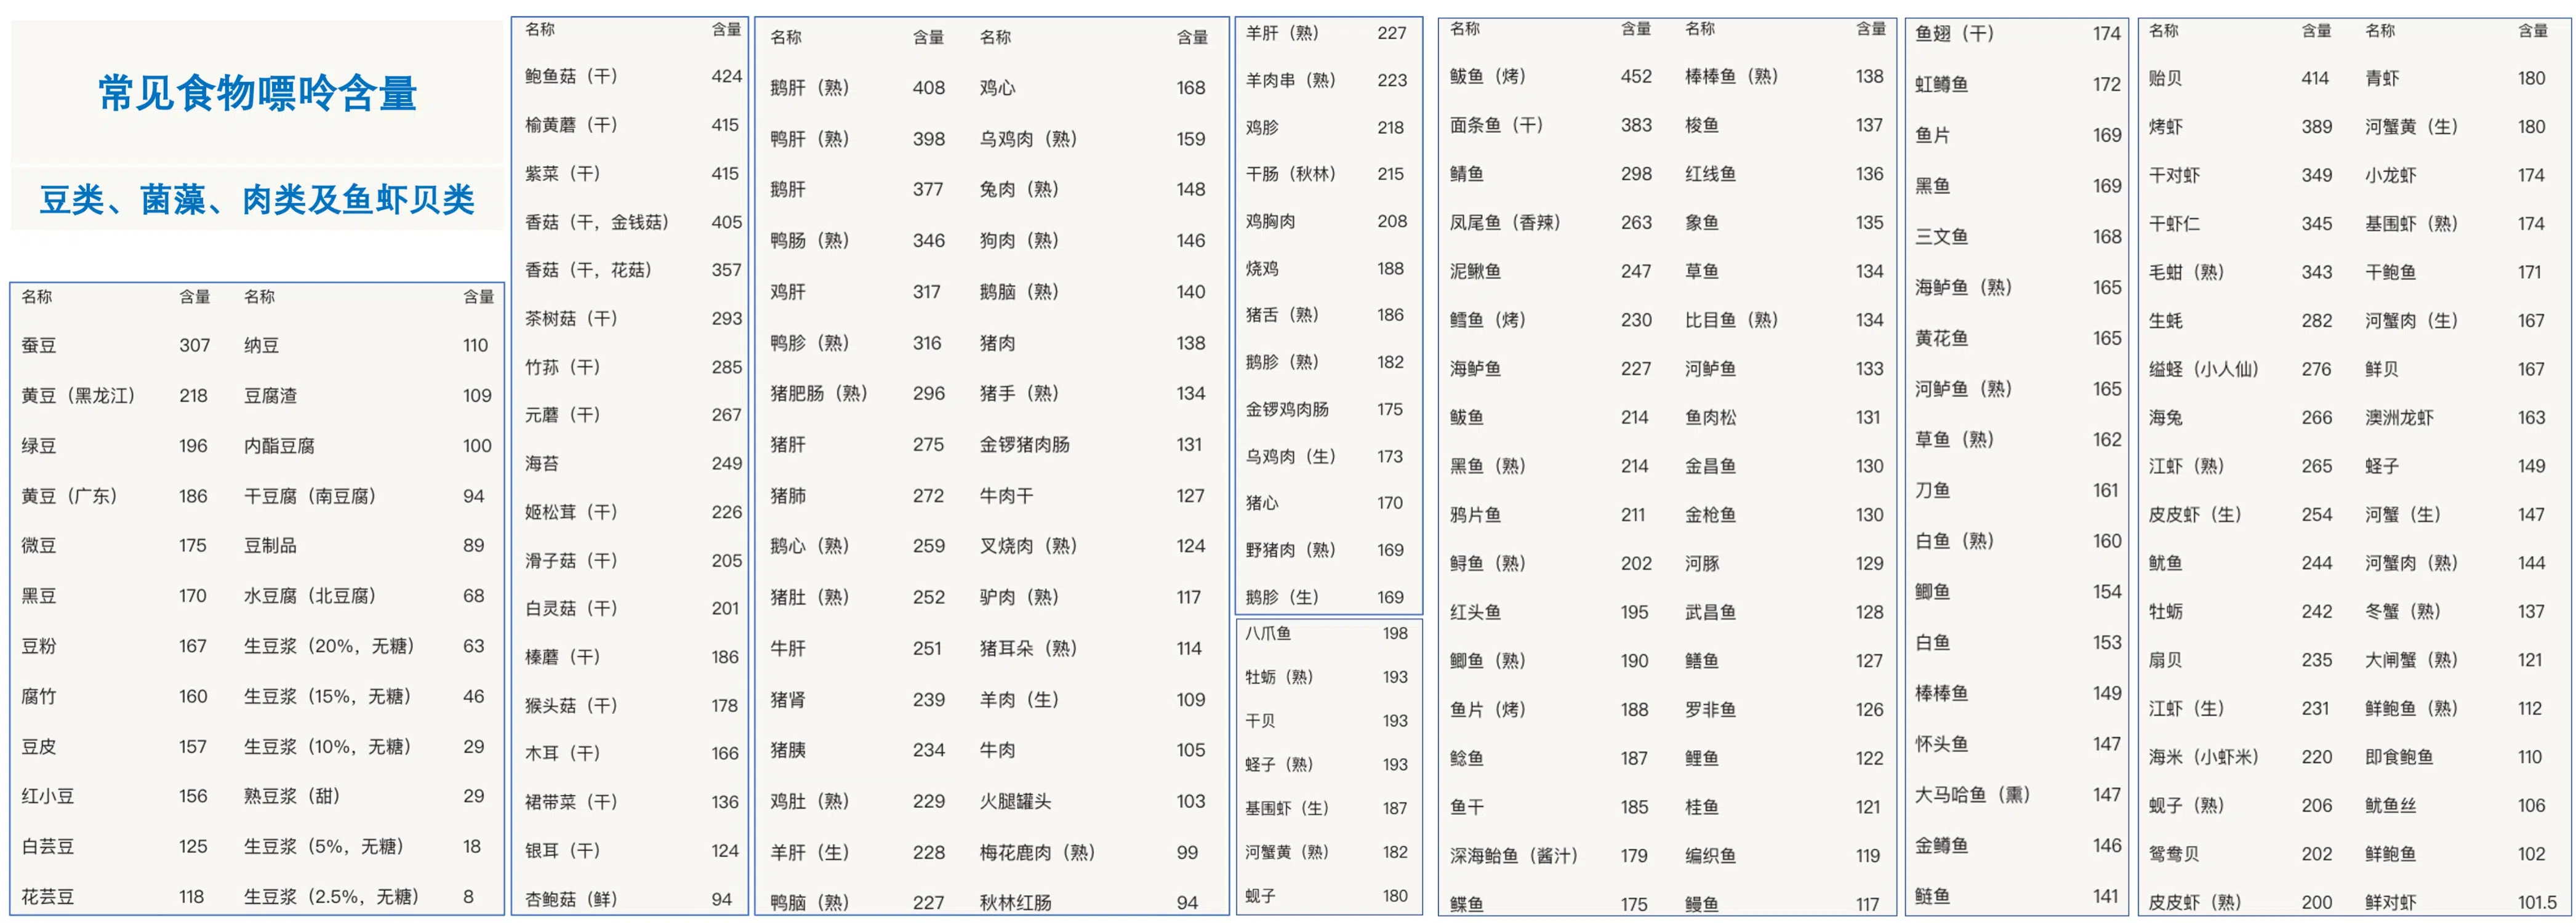 常见食物嘌呤含量
豆类、菌藻、肉类及鱼虾贝类
名称 含量 名称 含量
蚕豆 307 纳豆 110
黄豆（黑龙江） 218 豆腐渣 109
绿豆 196 内酯豆腐 100
黄豆（广东） 186 干豆腐（南豆腐） 94
微豆 175 豆制品 89
黑豆 170 水豆腐（北豆腐） 68
豆粉 167 生豆浆（20%，无糖） 63
腐竹 160 生豆浆（15%，无糖） 46
豆皮 157 生豆浆（10%，无糖） 29
红小豆 156 熟豆浆（甜） 29
白芸豆 125 生豆浆（5%，无糖） 18
花芸豆 118 生豆浆（2.5%，无糖） 8
名称 含量
鲍鱼菇（干） 424
榆黄蘑（干） 415
紫菜（干） 415
香菇（干，金钱菇） 405
香菇（干，花菇） 357
茶树菇（干） 293
竹荪（干） 285
元蘑（干） 267
海苔 249
姬松茸（干） 226
滑子菇（干） 205
白灵菇（干） 201
榛蘑（干） 186
猴头菇（干） 178
木耳（干） 166
裙带菜（干） 136
银耳（干） 124
杏鲍菇（鲜） 94
名称 含量 名称 含量
鹅肝（熟） 408 鸡心 168
鸭肝（熟） 398 乌鸡肉（熟） 159
鹅肝 377 兔肉（熟） 148
鸭肠（熟） 346 狗肉（熟） 146
鸡肝 317 鹅脑（熟） 140
鸭胗（熟） 316 猪肉 138
猪肥肠（熟） 296 猪手（熟） 134
猪肝 275 金锣猪肉肠 131
猪肺 272 牛肉干 127
鹅心（熟） 259 叉烧肉（熟） 124
猪肚（熟） 252 驴肉（熟） 117
牛肝 251 猪耳朵（熟） 114
猪肾 239 羊肉（生） 109
猪胰 234 牛肉 105
鸡肚（熟） 229 火腿罐头 103
羊肝（生） 228 梅花鹿肉（熟） 99
鸭脑（熟） 227 秋林红肠 94
羊肝（熟） 227
羊肉串（熟） 223
鸡胗 218
干肠（秋林） 215
鸡胸肉 208
烧鸡 188
猪舌（熟） 186
鹅胗（熟） 182
金锣鸡肉肠 175
乌鸡肉（生） 173
猪心 170
野猪肉（熟） 169
鹅胗（生） 169
八爪鱼 198
牡蛎（熟） 193
干贝 193
蛏子（熟） 193
基围虾（生） 187
河蟹黄（熟） 182
蚬子 180
名称 含量 名称 含量
鲅鱼（烤） 452 棒棒鱼（熟） 138
面条鱼（干） 383 梭鱼 137
鲭鱼 298 红线鱼 136
凤尾鱼（香辣） 263 象鱼 135
泥鳅鱼 247 草鱼 134
鳕鱼（烤） 230 比目鱼（熟） 134
海鲈鱼 227 河鲈鱼 133
鲅鱼 214 鱼肉松 131
黑鱼（熟） 214 金昌鱼 130
鸦片鱼 211 金枪鱼 130
鲟鱼（熟） 202 河豚 129
红头鱼 195 武昌鱼 128
鲫鱼（熟） 190 鳝鱼 127
鱼片（烤） 188 罗非鱼 126
鲶鱼 187 鲤鱼 122
鱼干 185 桂鱼 121
深海鲐鱼（酱汁） 179 编织鱼 119
鲽鱼 175 鳗鱼 117
鱼翅（干） 174
虹鳟鱼 172
鱼片 169
黑鱼 169
三文鱼 168
海鲈鱼（熟） 165
黄花鱼 165
河鲈鱼（熟） 165
草鱼（熟） 162
刀鱼 161
白鱼（熟） 160
鲫鱼 154
白鱼 153
棒棒鱼 149
怀头鱼 147
大马哈鱼（熏） 147
金鳟鱼 146
鲢鱼 141
名称 含量 名称 含量
贻贝 414 青虾 180
烤虾 389 河蟹黄（生） 180
干对虾 349 小龙虾 174
干虾仁 345 基围虾（熟） 174
毛蚶（熟） 343 干鲍鱼 171
生蚝 282 河蟹肉（生） 167
缢蛏（小人仙） 276 鲜贝 167
海兔 266 澳洲龙虾 163
江虾（熟） 265 蛏子 149
皮皮虾（生） 254 河蟹（生） 147
鱿鱼 244 河蟹肉（熟） 144
牡蛎 242 冬蟹（熟） 137
扇贝 235 大闸蟹（熟） 121
江虾（生） 231 鲜鲍鱼（熟） 112
海米（小虾米） 220 即食鲍鱼 110
蚬子（熟） 206 鱿鱼丝 106
鸳鸯贝 202 鲜鲍鱼 102
皮皮虾（熟） 200 鲜对虾 101.5